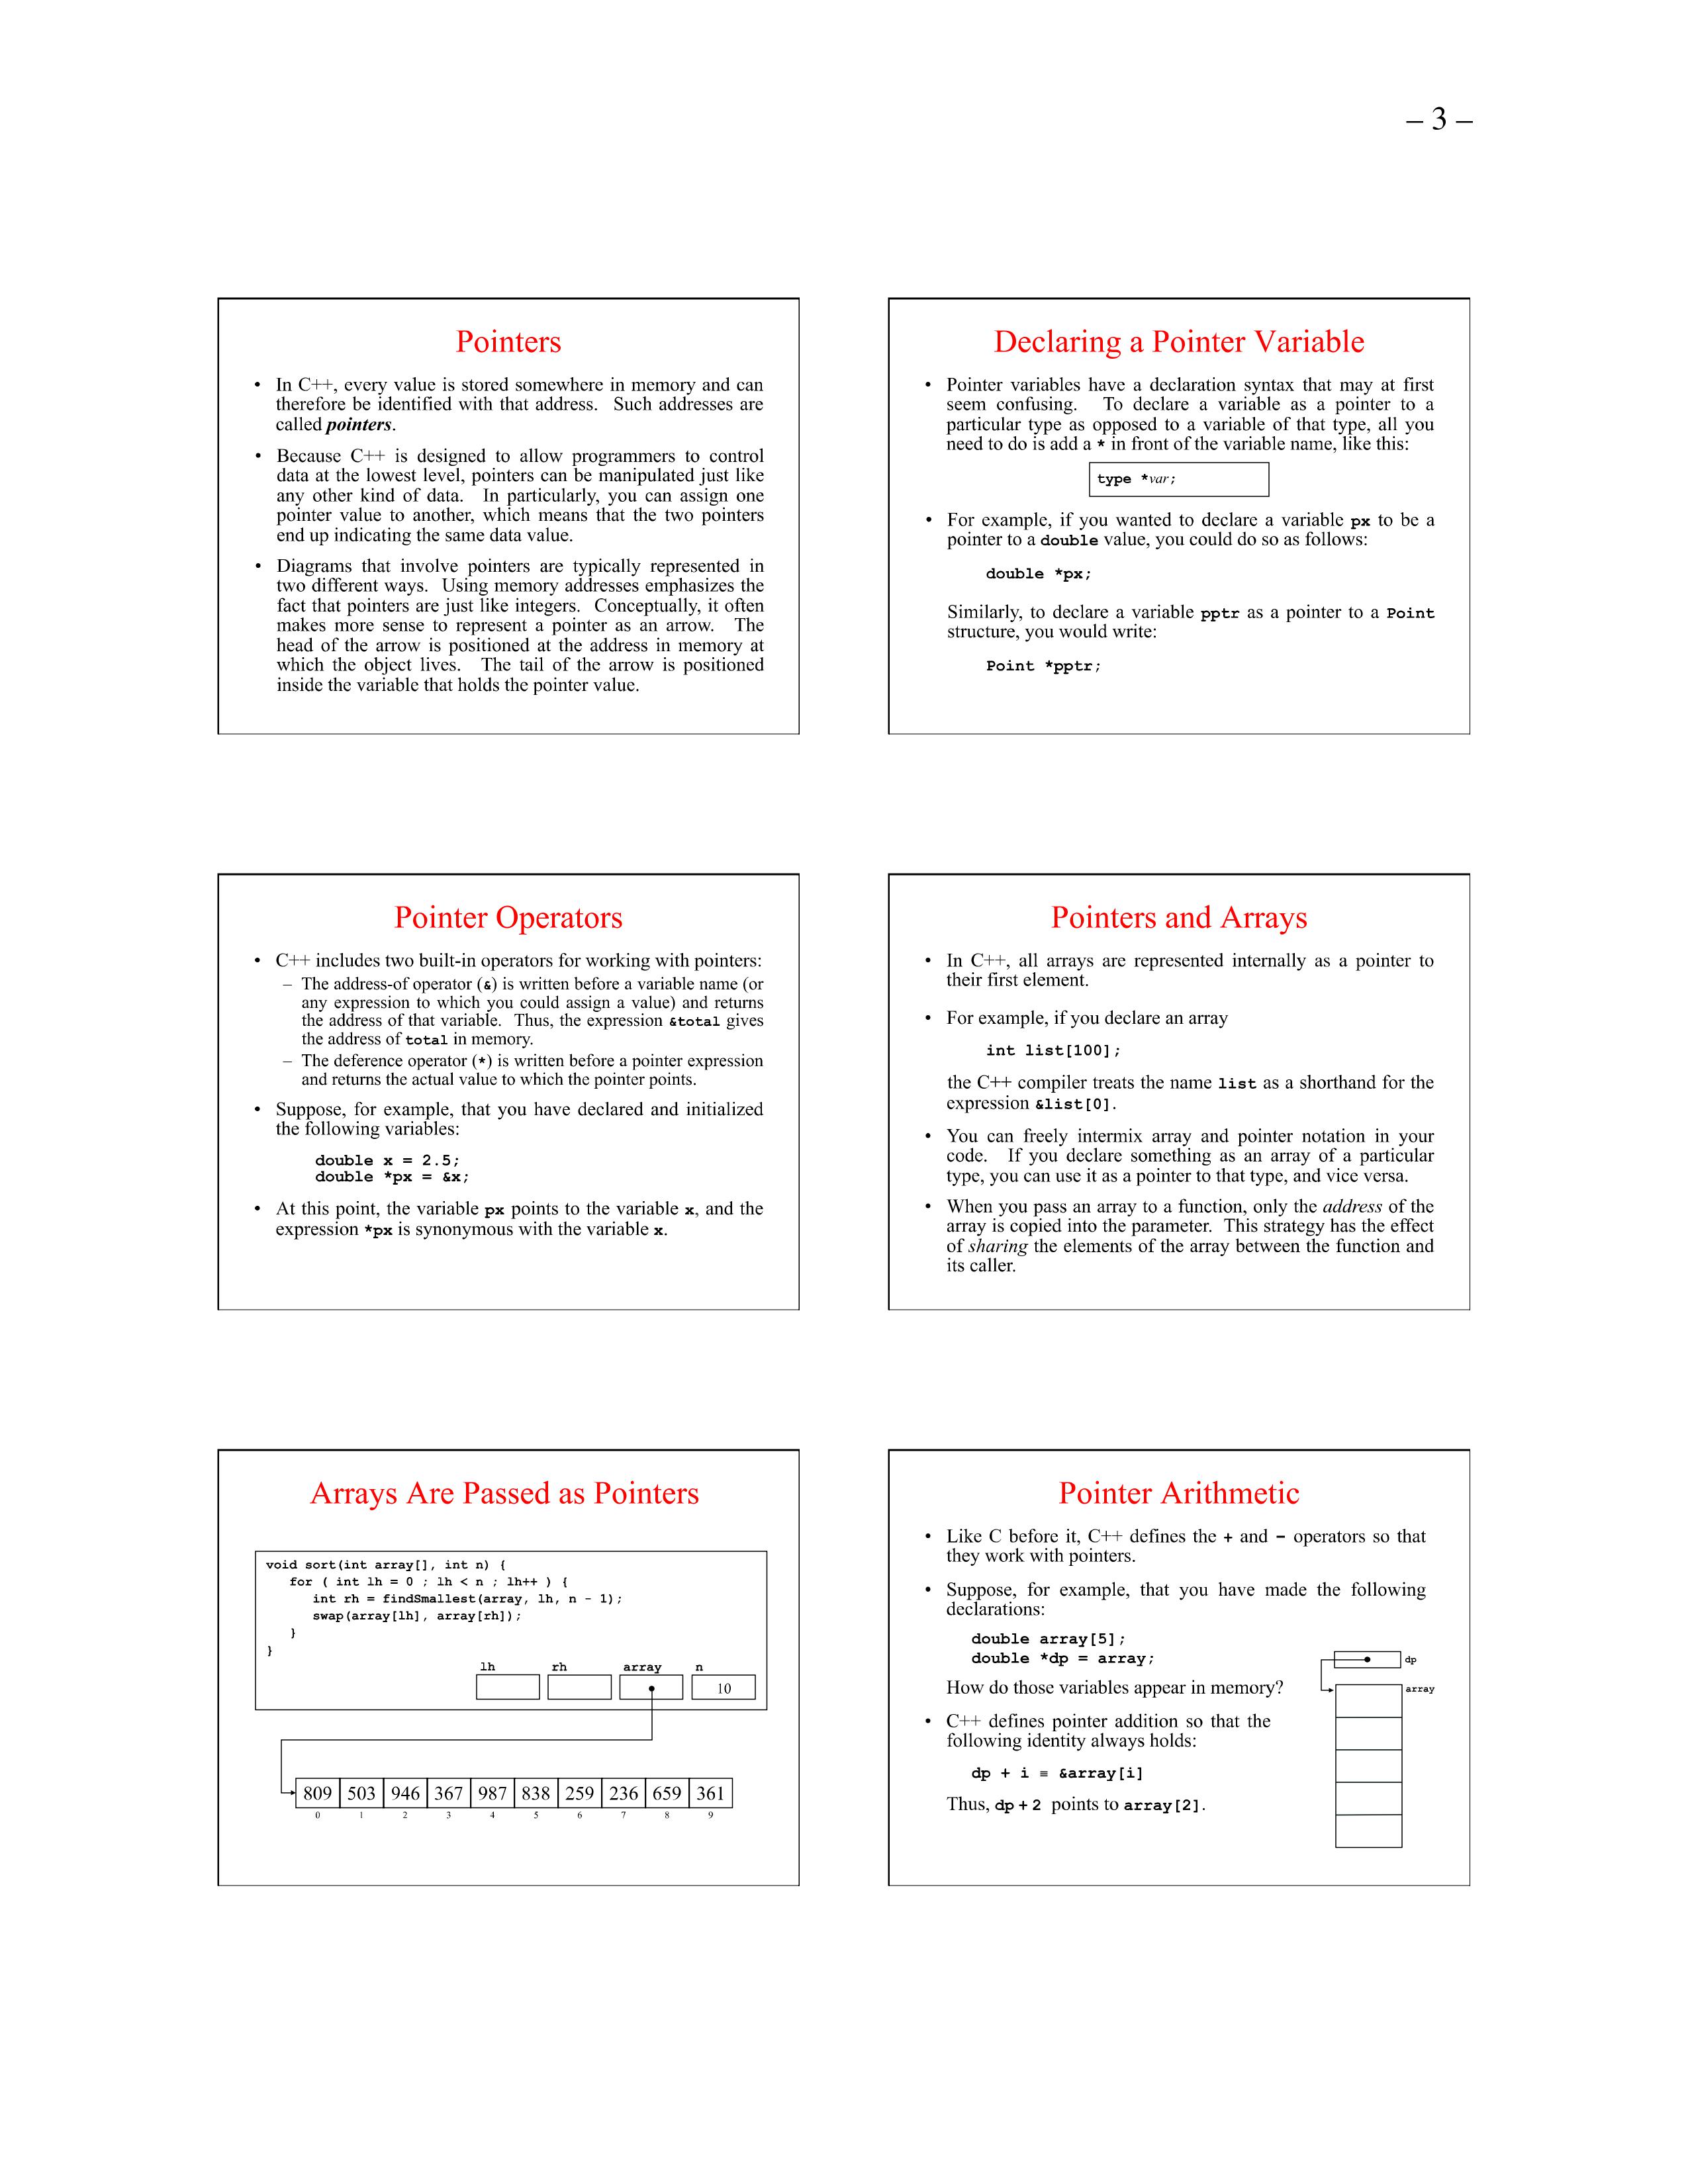 – 3 –
Pointers
• In C++, every value is stored somewhere in memory and can
therefore be identified with that address. Such addresses are
called pointers.
• Because C++ is designed to allow programmers to control
data at the lowest level, pointers can be manipulated just like
any other kind of data. In particularly, you can assign one
pointer value to another, which means that the two pointers
end up indicating the same data value.
• Diagrams that involve pointers are typically represented in
two different ways. Using memory addresses emphasizes the
fact that pointers are just like integers. Conceptually, it often
makes more sense to represent a pointer as an arrow. The
head of the arrow is positioned at the address in memory at
which the object lives. The tail of the arrow is positioned
inside the variable that holds the pointer value.
Declaring a Pointer Variable
• Pointer variables have a declaration syntax that may at first
seem confusing. To declare a variable as a pointer to a
particular type as opposed to a variable of that type, all you
need to do is add a * in front of the variable name, like this:
type *var;
• For example, if you wanted to declare a variable px to be a
pointer to a double value, you could do so as follows:
double *px;
Similarly, to declare a variable pptr as a pointer to a Point
structure, you would write:
Point *pptr;
Pointer Operators
• C++ includes two built-in operators for working with pointers:
– The address-of operator (&) is written before a variable name (or
any expression to which you could assign a value) and returns
the address of that variable. Thus, the expression &total gives
the address of total in memory.
– The deference operator (*) is written before a pointer expression
and returns the actual value to which the pointer points.
• Suppose, for example, that you have declared and initialized
the following variables:
double x = 2.5;
double *px = &x;
• At this point, the variable px points to the variable x, and the
expression *px is synonymous with the variable x.
Pointers and Arrays
• In C++, all arrays are represented internally as a pointer to
their first element.
• For example, if you declare an array
int list[100];
the C++ compiler treats the name list as a shorthand for the
expression &list[0].
• You can freely intermix array and pointer notation in your
code. If you declare something as an array of a particular
type, you can use it as a pointer to that type, and vice versa.
• When you pass an array to a function, only the address of the
array is copied into the parameter. This strategy has the effect
of sharing the elements of the array between the function and
its caller.
Arrays Are Passed as Pointers
void sort(int array[], int n) {
for ( int lh = 0 ; lh < n ; lh++ ) {
int rh = findSmallest(array, lh, n - 1);
swap(array[lh], array[rh]);
}
}
lh rh array n
10
809 503 946 367 987 838 259 236 659 361
0 1 2 3 4 5 6 7 8 9
Pointer Arithmetic
• Like C before it, C++ defines the + and - operators so that
they work with pointers.
• Suppose, for example, that you have made the following
declarations:
double array[5];
double *dp = array;
dp
How do those variables appear in memory?
array
• C++ defines pointer addition so that the
following identity always holds:
dp + i ≡ &array[i]
Thus, dp + 2 points to array[2].